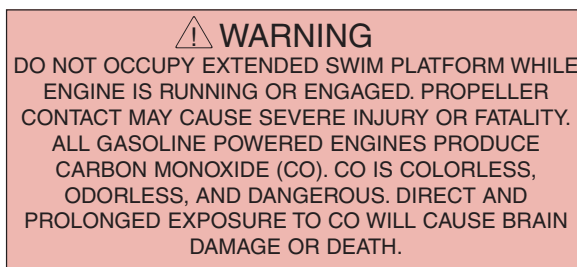 WARNING
DO NOT OCCUPY EXTENDED SWIM PLATFORM WHILE
ENGINE IS RUNNING OR ENGAGED. PROPELLER
CONTACT MAY CAUSE SEVERE INJURY OR FATALITY.
ALL GASOLINE POWERED ENGINES PRODUCE
CARBON MONOXIDE (CO). CO IS COLORLESS,
ODORLESS, AND DANGEROUS. DIRECT AND
PROLONGED EXPOSURE TO CO WILL CAUSE BRAIN
DAMAGE OR DEATH.